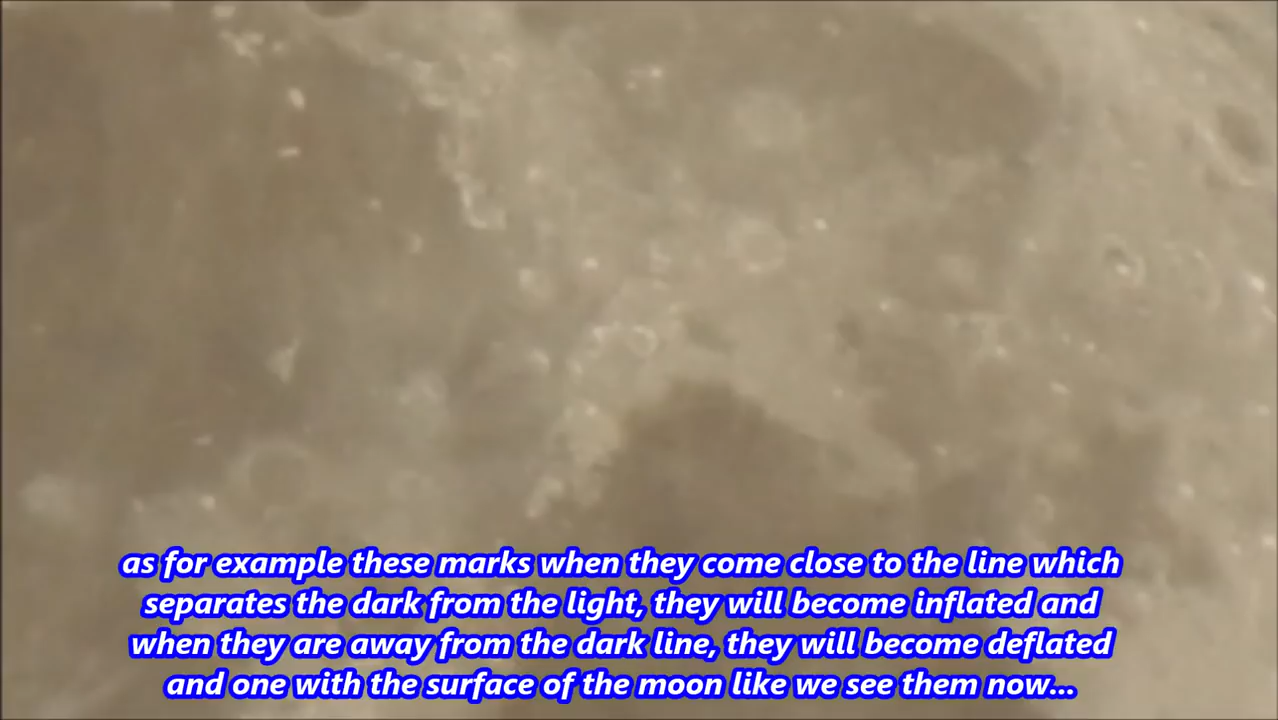 as for example these marks when they come close to the line which
separates the dark from the light, they will become inflated and
when they are away from the dark line, they will become deflated
and one with the surface of the moon like we see them now...